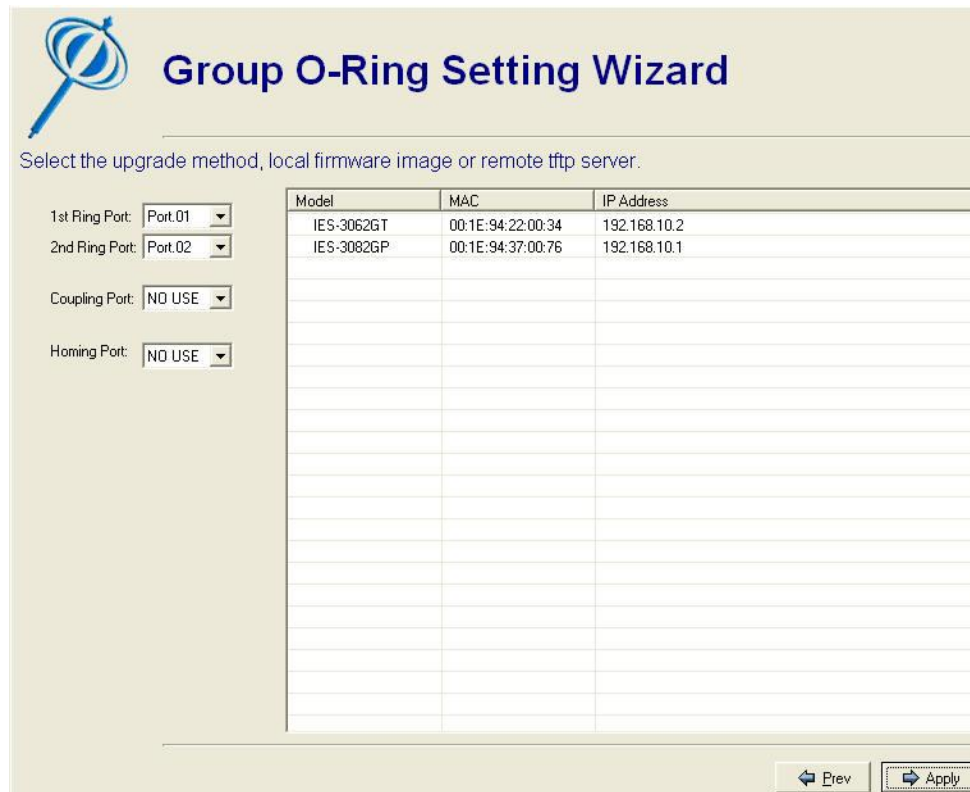 Group O-Ring Setting Wizard
Select the upgrade method, local firmware image or remote tftp server.
1st Ring Port: Port.01
2nd Ring Port: Port.02
Coupling Port: NO USE
Homing Port: NO USE
Model MAC IP Address
IES-3062GT 00:1E:94:22:00:34 192.168.10.2
IES-3082GP 00:1E:94:37:00:76 192.168.10.1
Prev Apply